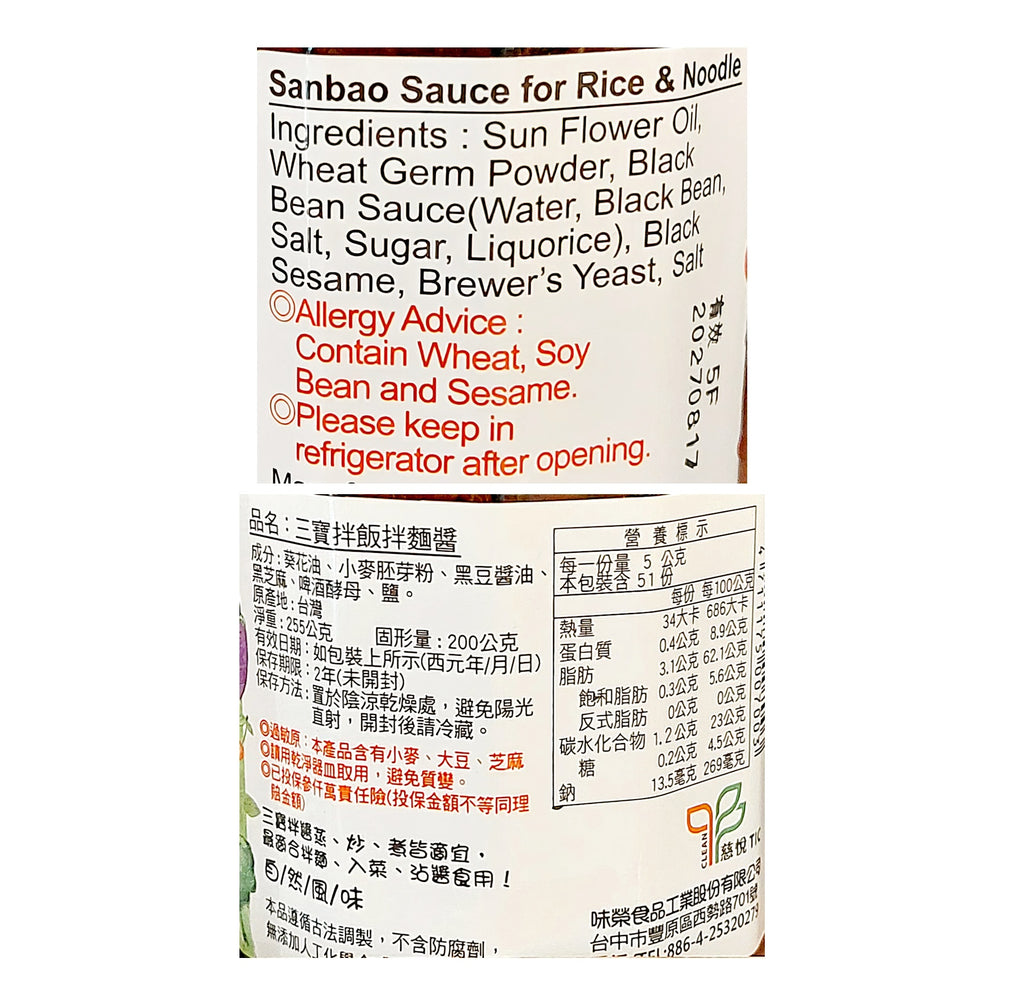 Sanbao Sauce for Rice & Noodle
Ingredients : Sun Flower Oil,
Wheat Germ Powder, Black
Bean Sauce(Water, Black Bean,
Salt, Sugar, Liquorice), Black
Sesame, Brewer's Yeast, Salt
◎Allergy Advice :
Contain Wheat, Soy
Bean and Sesame.
◎Please keep in
refrigerator after opening.
有效 5F
20270817
品名：三寶拌飯拌麵醬
成分：葵花油、小麥胚芽粉、黑豆醬油、
黑芝麻、啤酒酵母、鹽。
原產地：台灣
淨重：255公克 固形量：200公克
有效日期：如包裝上所示(西元年/月/日)
保存期限：2年(未開封)
保存方法：置於陰涼乾燥處，避免陽光
直射，開封後請冷藏。
◎過敏原：本產品含有小麥、大豆、芝麻
◎請用乾淨器皿取用，避免質變。
◎已投保參仟萬責任險(投保金額不等同理
賠金額)
三寶拌醬蒸、炒、煮皆適宜，
最適合拌麵、入菜、沾醬食用！
自/然/風/味
本品遵循古法調製，不含防腐劑，
無添加人工化學
營養標示
每一份量 5 公克
本包裝含 51 份
每份 每100公克
熱量 34大卡 686大卡
蛋白質 0.4公克 8.9公克
脂肪 3.1公克 62.1公克
飽和脂肪 0.3公克 5.6公克
反式脂肪 0公克 0公克
碳水化合物 1.2公克 23公克
糖 0.2公克 4.5公克
鈉 13.5毫克 269毫克
CLEAN 慈悅 TIC
味榮食品工業股份有限公司
台中市豐原區西勢路701號
TEL:886-4-25320279